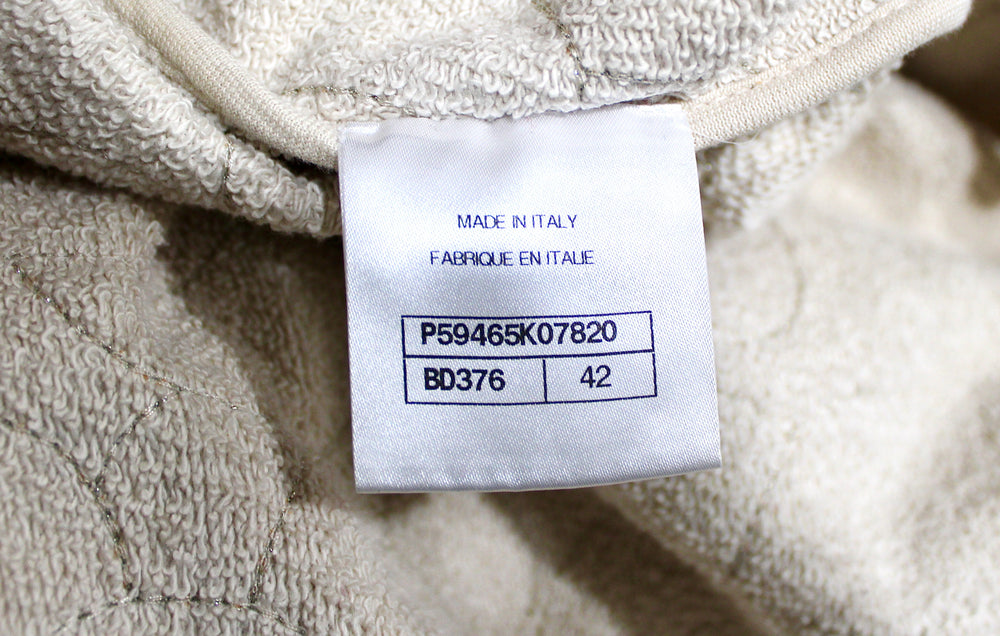 MADE IN ITALY
FABRIQUE EN ITALIE
P59465K07820
BD376 42